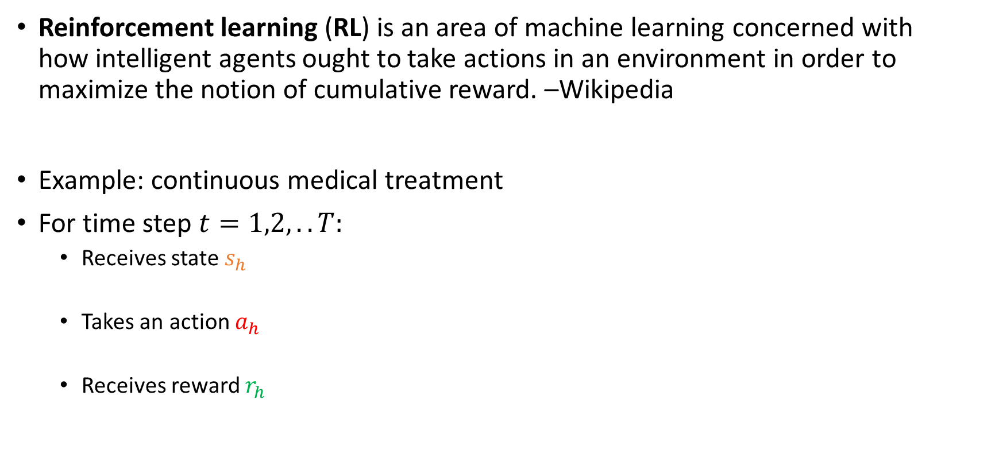 • Reinforcement learning (RL) is an area of machine learning concerned with
how intelligent agents ought to take actions in an environment in order to
maximize the notion of cumulative reward. –Wikipedia
• Example: continuous medical treatment
• For time step t = 1,2, . . T:
• Receives state s_h
• Takes an action a_h
• Receives reward r_h